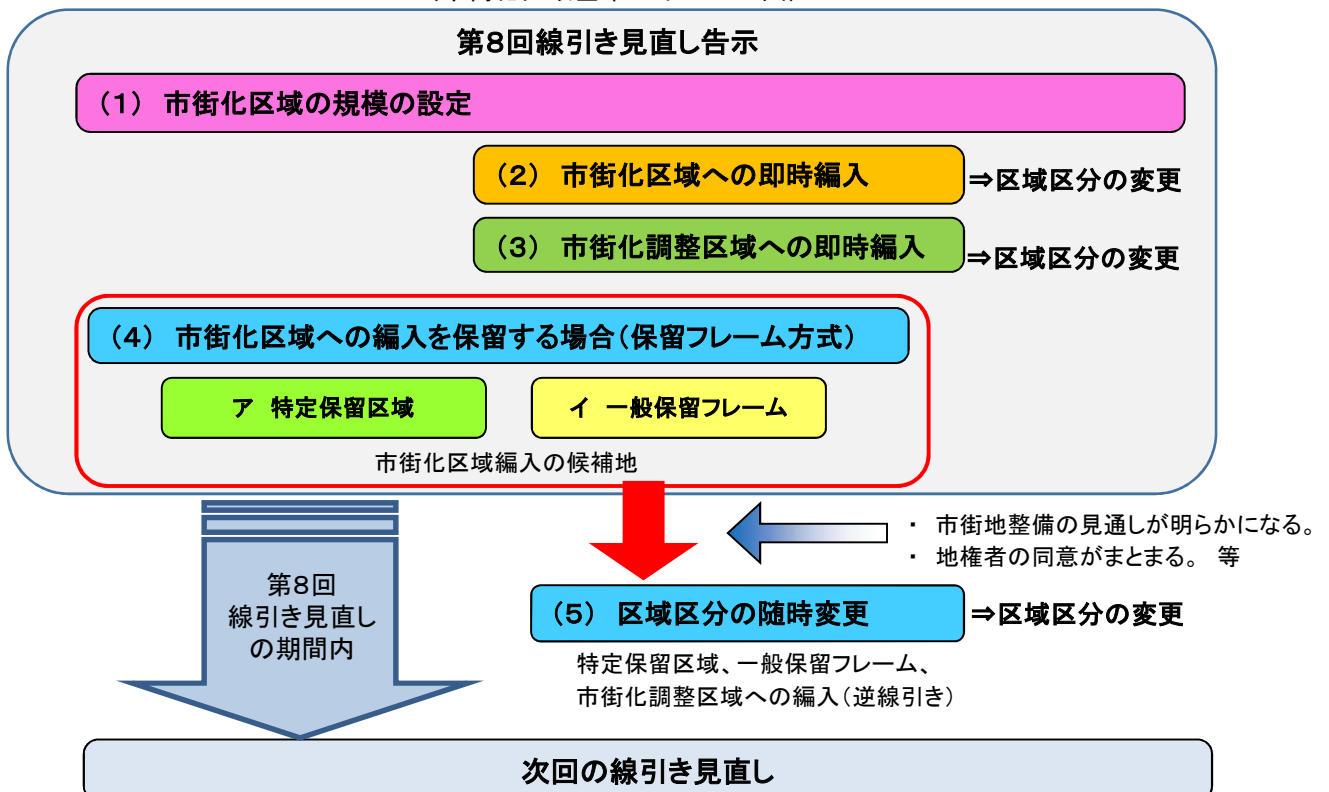 第8回線引き見直し告示
（1） 市街化区域の規模の設定
（2） 市街化区域への即時編入
⇒区域区分の変更
（3） 市街化調整区域への即時編入
⇒区域区分の変更
（4） 市街化区域への編入を保留する場合（保留フレーム方式）
ア 特定保留区域
イ 一般保留フレーム
市街化区域編入の候補地
・ 市街地整備の見通しが明らかになる。
・ 地権者の同意がまとまる。 等
第8回
線引き見直し
の期間内
（5） 区域区分の随時変更
⇒区域区分の変更
特定保留区域、一般保留フレーム、
市街化調整区域への編入（逆線引き）
次回の線引き見直し